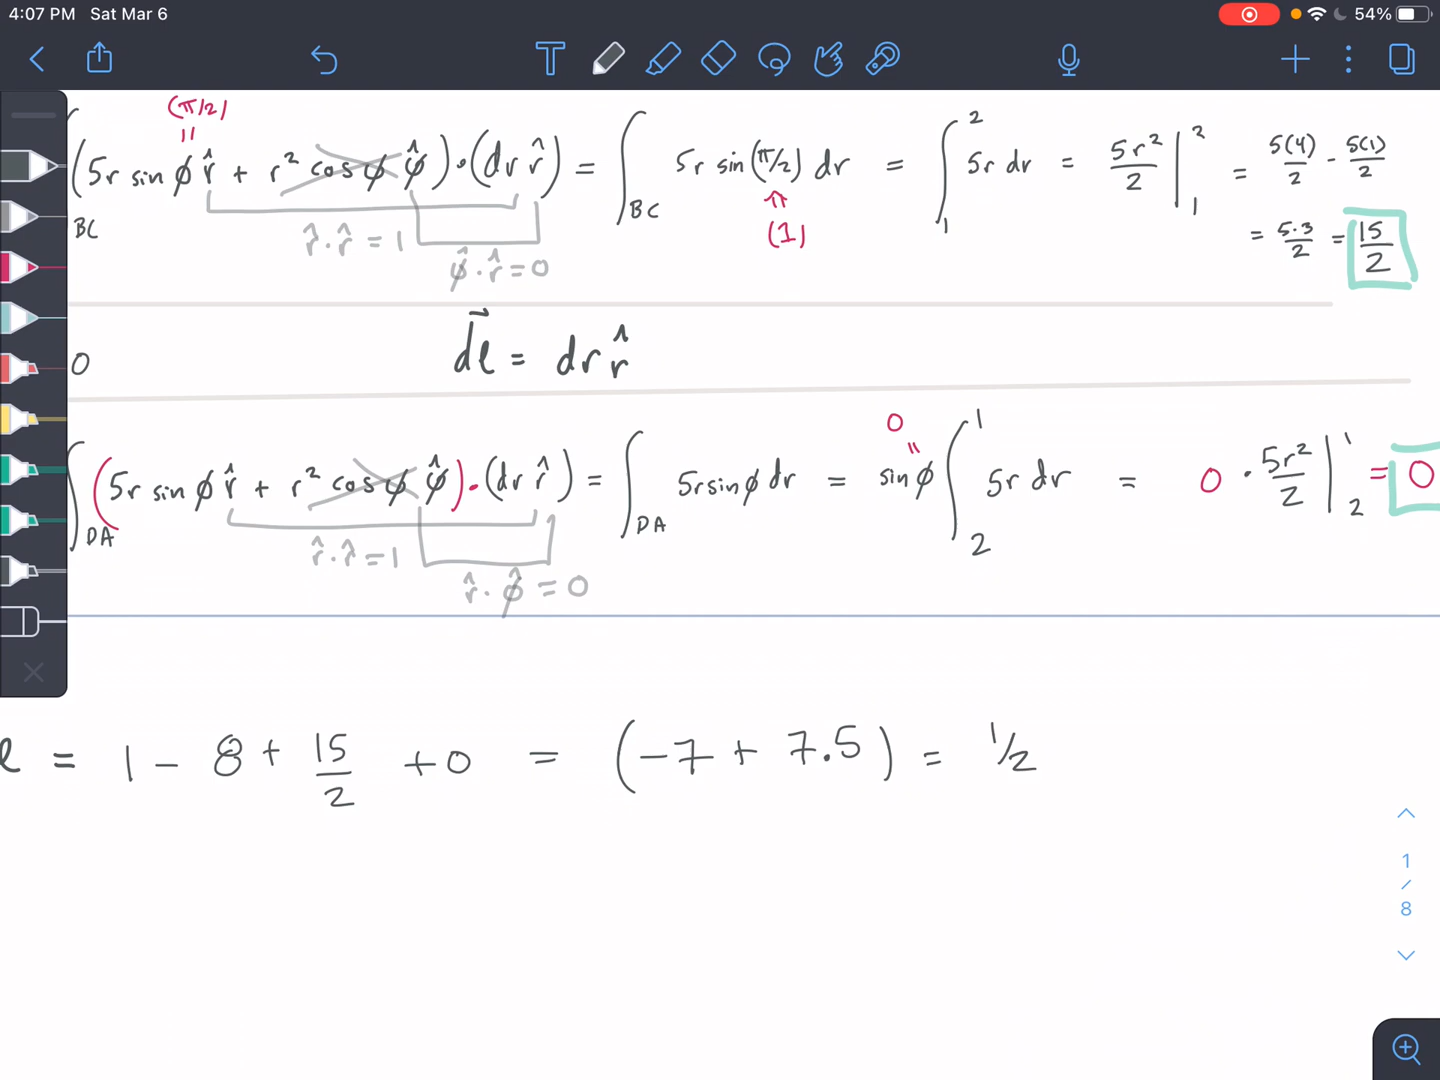 4:07 PM Sat Mar 6
54%
T
(π/2)
"
∫BC (5r sin ϕ r̂ + r² cos ϕ ϕ̂)·(dr r̂) = ∫BC 5r sin(π/2) dr = ∫₁² 5r dr = 5r²/2 |₁² = 5(4)/2 - 5(1)/2
r̂·r̂ = 1
ϕ̂·r̂ = 0
⇑
(1)
= 5·3/2 = 15/2
0
dl⃗ = dr r̂
0
"
∫DA (5r sin ϕ r̂ + r² cos ϕ ϕ̂)·(dr r̂) = ∫DA 5r sin ϕ dr = sin ϕ ∫₂¹ 5r dr = 0 · 5r²/2 |₂¹ = 0
r̂·r̂ = 1
r̂·ϕ̂ = 0
l = 1 - 8 + 15/2 + 0 = (-7 + 7.5) = 1/2
1
/
8